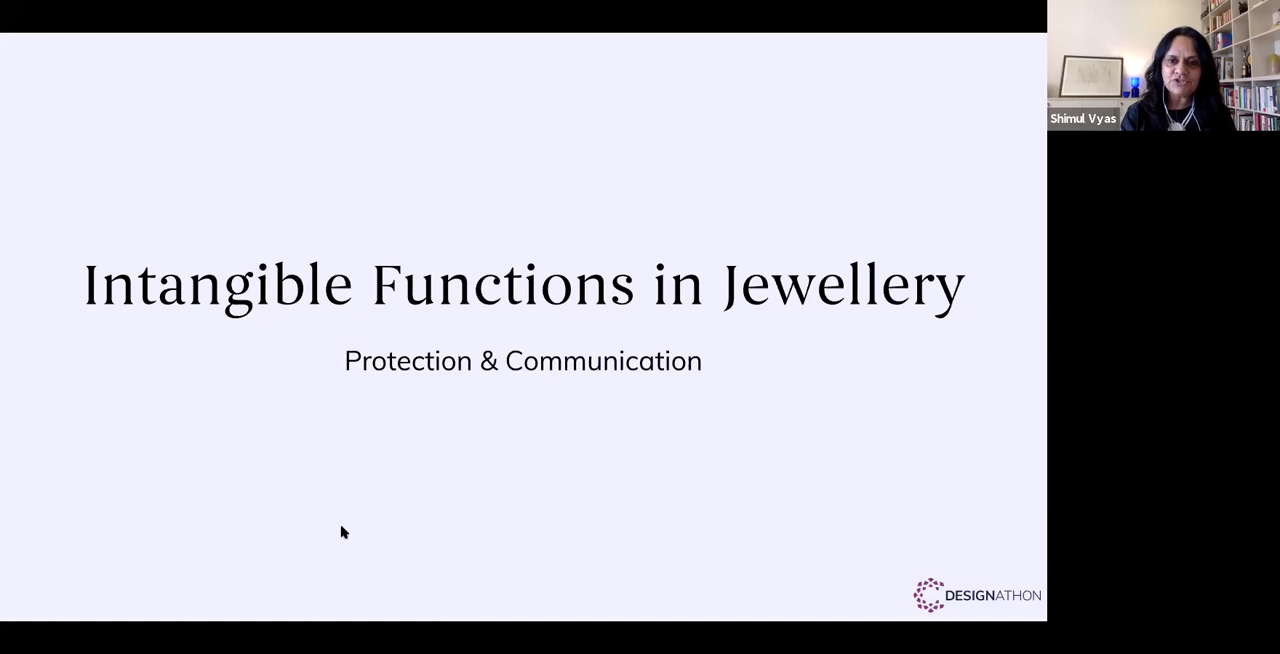 Intangible Functions in Jewellery
Protection & Communication
Shimul Vyas
DESIGNATHON